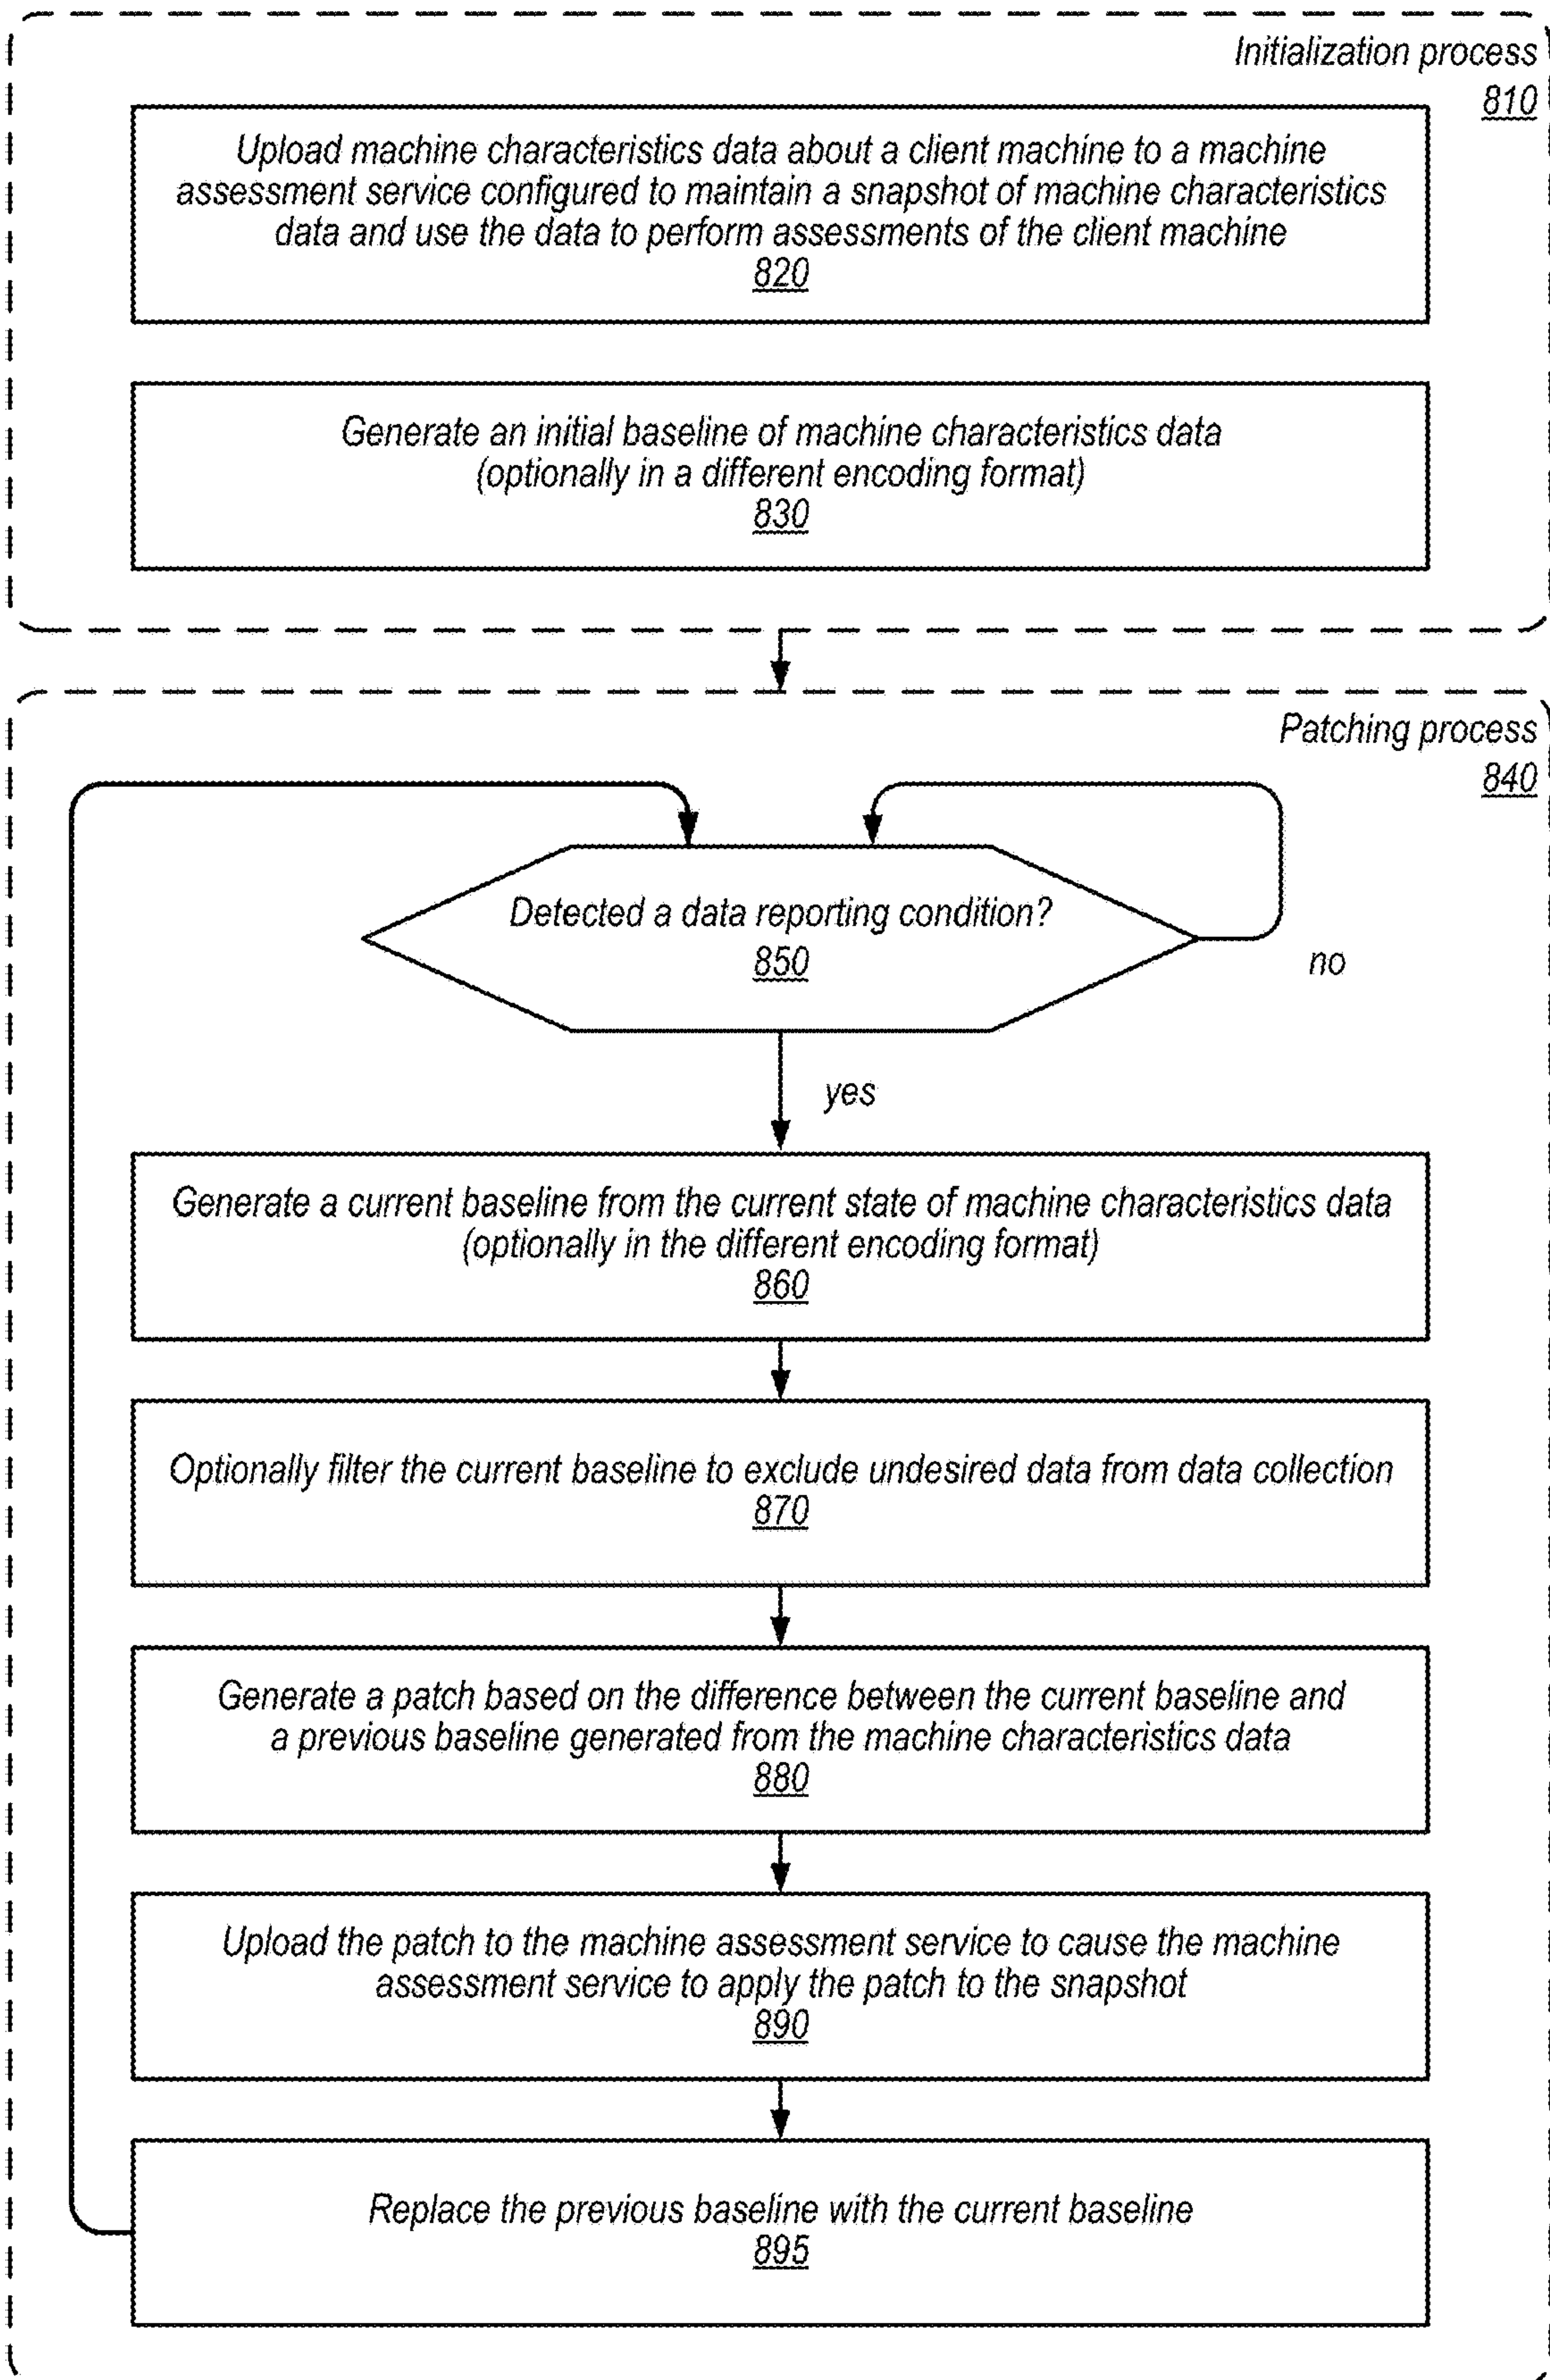 Initialization process
810
Upload machine characteristics data about a client machine to a machine
assessment service configured to maintain a snapshot of machine characteristics
data and use the data to perform assessments of the client machine
820
Generate an initial baseline of machine characteristics data
(optionally in a different encoding format)
830
Patching process
840
Detected a data reporting condition?
850
no
yes
Generate a current baseline from the current state of machine characteristics data
(optionally in the different encoding format)
860
Optionally filter the current baseline to exclude undesired data from data collection
870
Generate a patch based on the difference between the current baseline and
a previous baseline generated from the machine characteristics data
880
Upload the patch to the machine assessment service to cause the machine
assessment service to apply the patch to the snapshot
890
Replace the previous baseline with the current baseline
895